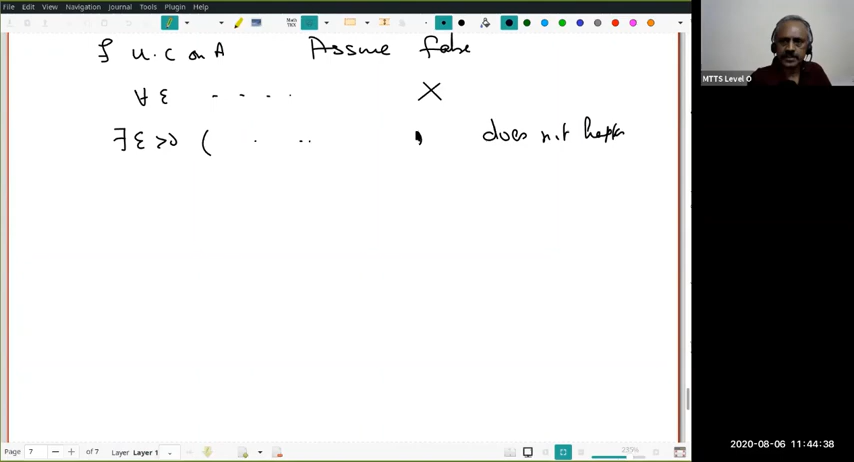 File Edit View Navigation Journal Tools Plugin Help
f u.c on A Assume false
∀ ε . . . . ✗
∃ ε >0 ( . . . does not happen
MTTS Level O
2020-08-06 11:44:38
Page 7 of 7 Layer Layer 1 295%